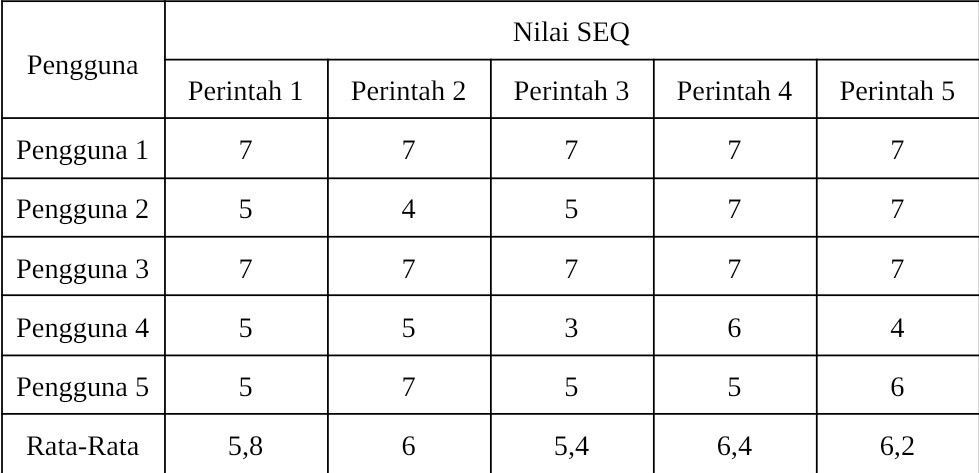 Pengguna Nilai SEQ
Perintah 1 Perintah 2 Perintah 3 Perintah 4 Perintah 5
Pengguna 1 7 7 7 7 7
Pengguna 2 5 4 5 7 7
Pengguna 3 7 7 7 7 7
Pengguna 4 5 5 3 6 4
Pengguna 5 5 7 5 5 6
Rata-Rata 5,8 6 5,4 6,4 6,2